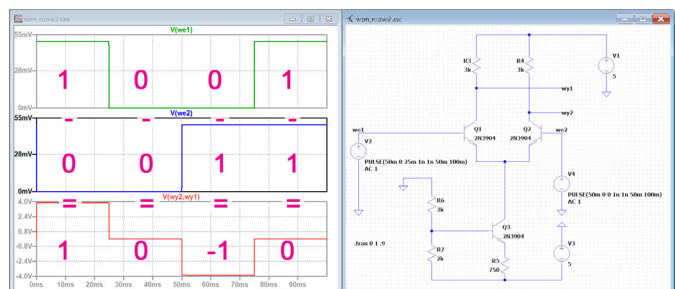 wzm_roznic2.raw
V(we1)
55mV
28mV
0mV
1 0 0 1
- - - -
V(we2)
55mV
28mV
0mV
0 0 1 1
= = = =
V(wy2,wy1)
4.0V
2.4V
0.8V
-0.8V
-2.4V
-4.0V
1 0 -1 0
0ms 10ms 20ms 30ms 40ms 50ms 60ms 70ms 80ms 90ms
wzm_roznic2.asc
R3
3k
R4
3k
V1
5
wy1
wy2
we1
Q1
2N3904
Q2
2N3904
we2
V2
PULSE(50m 0 25m 1n 1n 50m 100m)
AC 1
V4
PULSE(50m 0 0 1n 1n 50m 100m)
AC 1
R6
3k
Q3
2N3904
.tran 0 1 .9
R7
2k
R5
750
V3
5